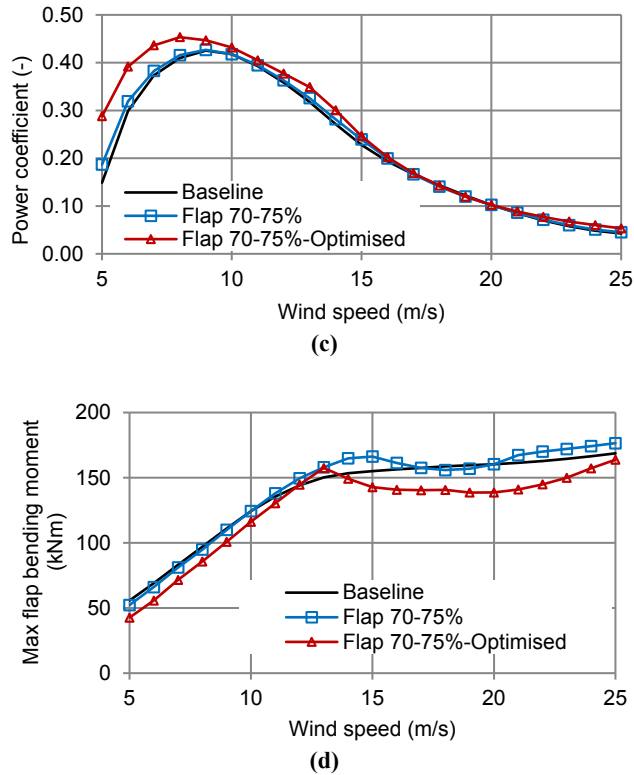 0.50
0.40
0.30
0.20
0.10
0.00
Power coefficient (-)
Baseline
Flap 70-75%
Flap 70-75%-Optimised
5 10 15 20 25
Wind speed (m/s)
(c)
200
150
100
50
0
Max flap bending moment
(kNm)
Baseline
Flap 70-75%
Flap 70-75%-Optimised
5 10 15 20 25
Wind speed (m/s)
(d)